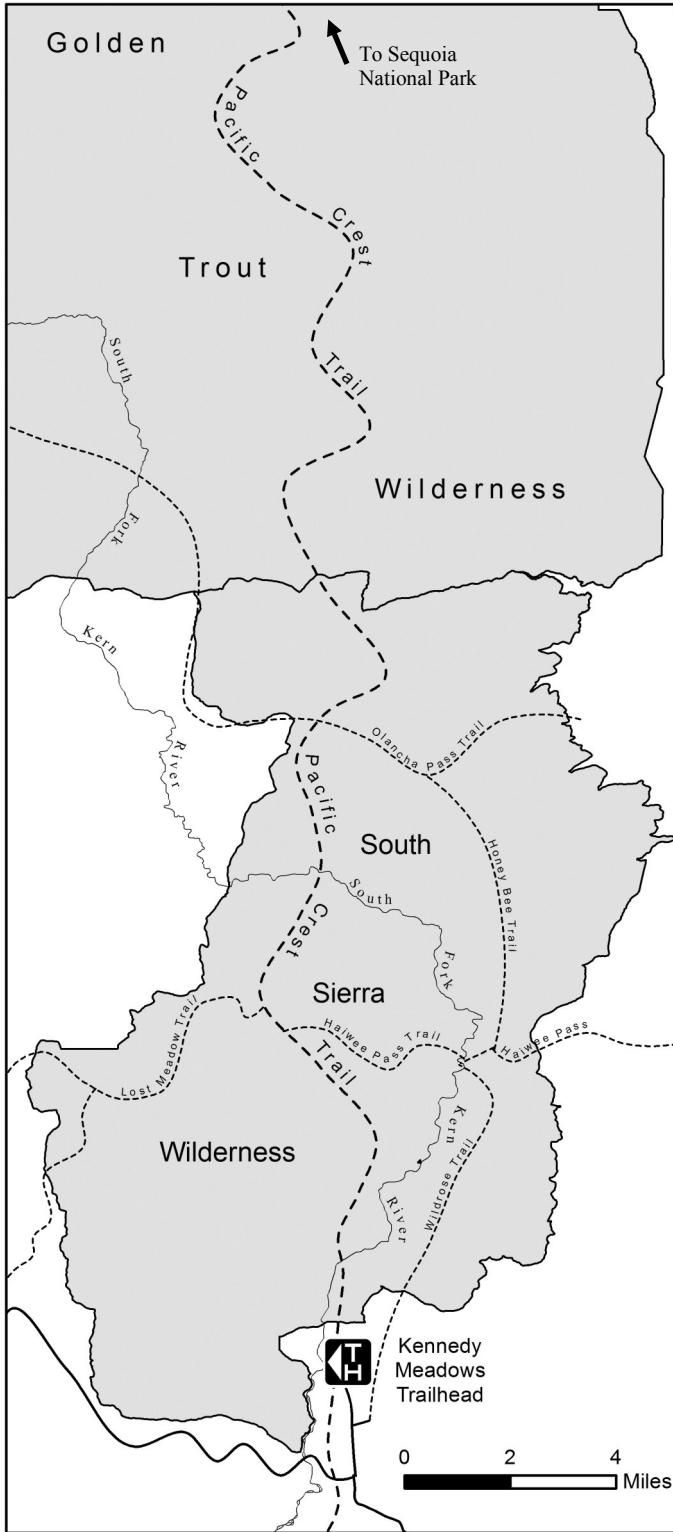 Golden
To Sequoia
National Park
Pacific
Crest
Trout
Trail
South
Wilderness
Fork
Kern
Olancha Pass Trail
River
Pacific
South
Honey Bee Trail
South
Crest
Fork
Sierra
Lost Meadow Trail
Haiwee Pass Trail
Haiwee Pass
Trail
Kern
Wilderness
Wildrose Trail
River
TH
Kennedy
Meadows
Trailhead
0 2 4
Miles